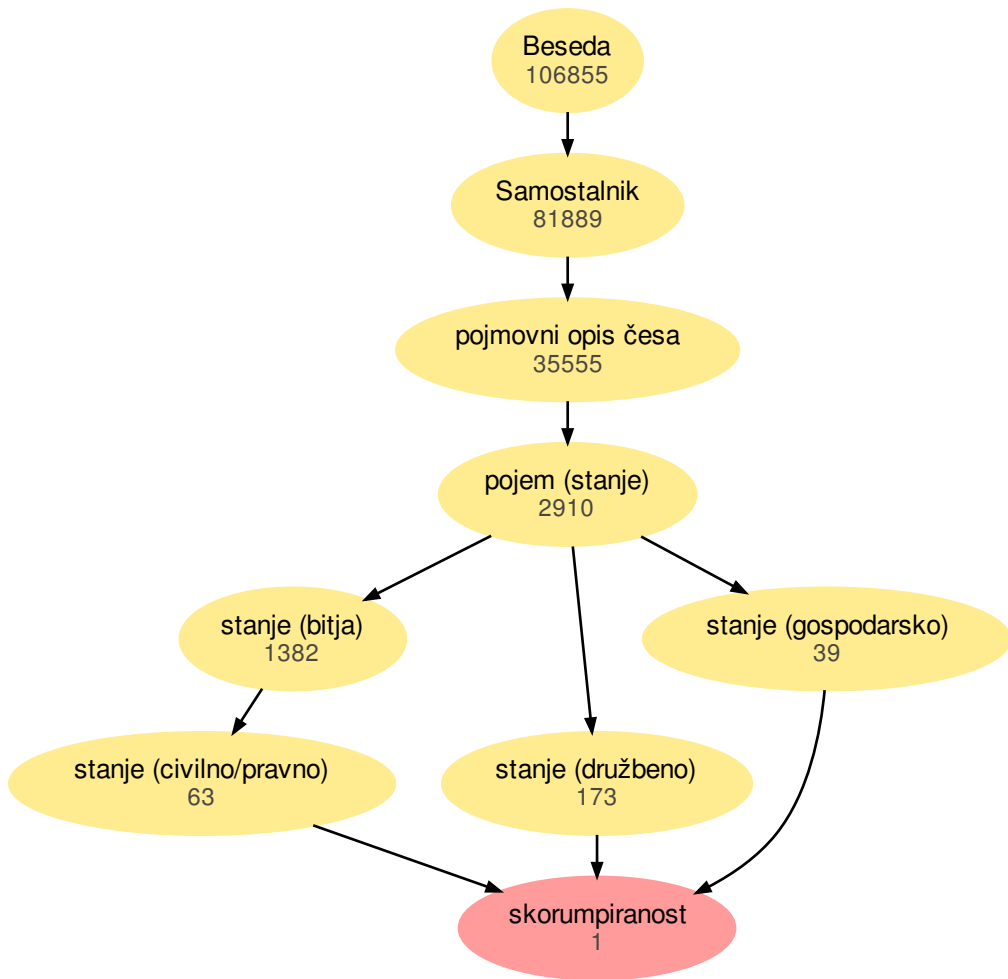 Beseda
106855
Samostalnik
81889
pojmovni opis česa
35555
pojem (stanje)
2910
stanje (bitja)
1382
stanje (gospodarsko)
39
stanje (civilno/pravno)
63
stanje (družbeno)
173
skorumpiranost
1